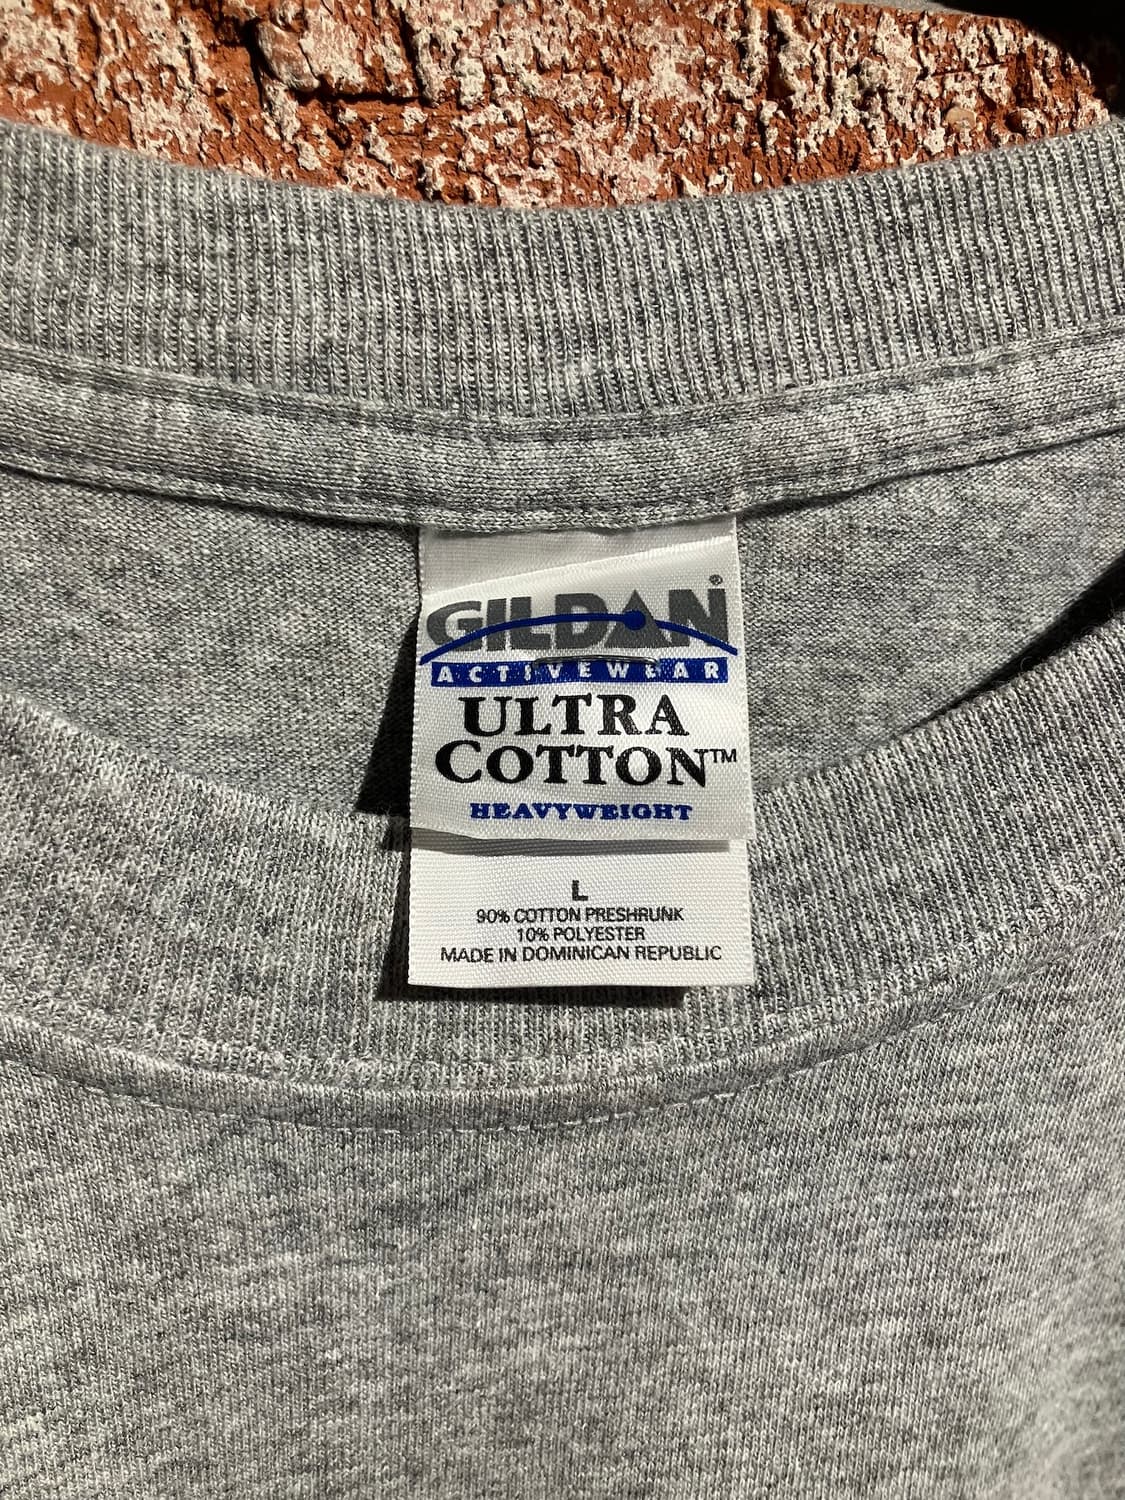 GILDAN®
ACTIVEWEAR
ULTRA
COTTON™
HEAVYWEIGHT
L
90% COTTON PRESHRUNK
10% POLYESTER
MADE IN DOMINICAN REPUBLIC